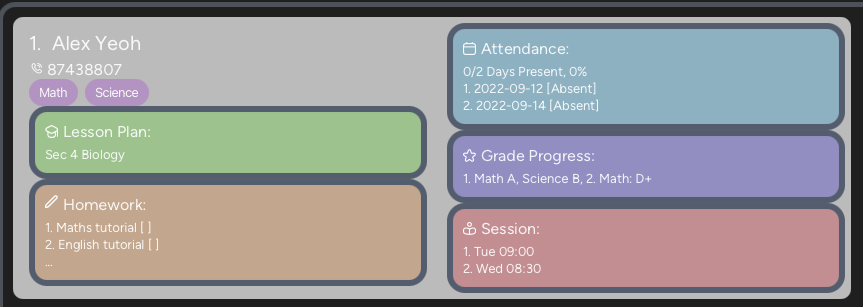 1. Alex Yeoh
87438807
Math Science
Lesson Plan:
Sec 4 Biology
Homework:
1. Maths tutorial [ ]
2. English tutorial [ ]
...
Attendance:
0/2 Days Present, 0%
1. 2022-09-12 [Absent]
2. 2022-09-14 [Absent]
Grade Progress:
1. Math A, Science B, 2. Math: D+
Session:
1. Tue 09:00
2. Wed 08:30